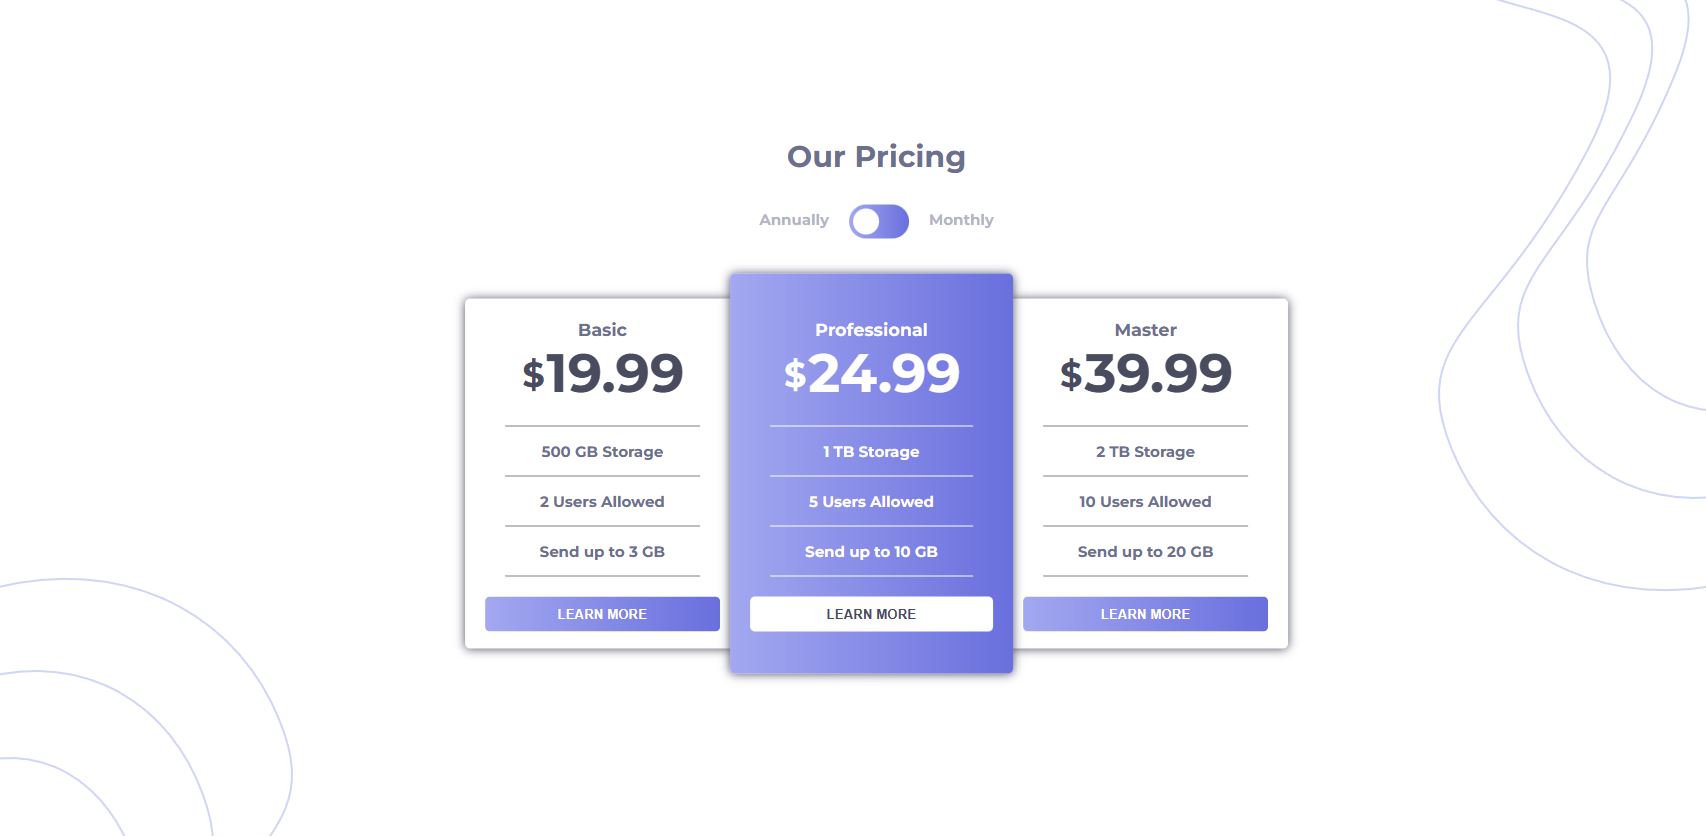 Our Pricing
Annually Monthly
Basic
$19.99
500 GB Storage
2 Users Allowed
Send up to 3 GB
LEARN MORE
Professional
$24.99
1 TB Storage
5 Users Allowed
Send up to 10 GB
LEARN MORE
Master
$39.99
2 TB Storage
10 Users Allowed
Send up to 20 GB
LEARN MORE